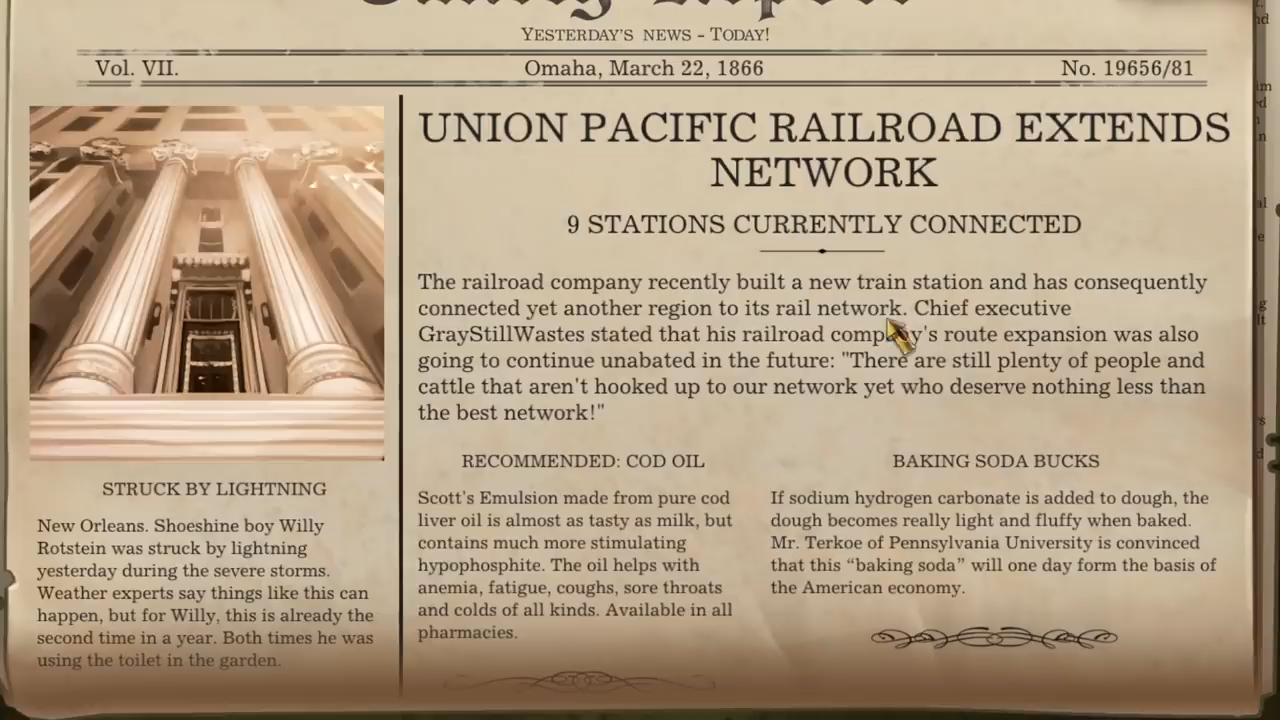 YESTERDAY'S NEWS - TODAY!
Vol. VII.
Omaha, March 22, 1866
No. 19656/81
UNION PACIFIC RAILROAD EXTENDS
NETWORK
9 STATIONS CURRENTLY CONNECTED
The railroad company recently built a new train station and has consequently
connected yet another region to its rail network. Chief executive
GrayStillWastes stated that his railroad company's route expansion was also
going to continue unabated in the future: "There are still plenty of people and
cattle that aren't hooked up to our network yet who deserve nothing less than
the best network!"
STRUCK BY LIGHTNING
New Orleans. Shoeshine boy Willy
Rotstein was struck by lightning
yesterday during the severe storms.
Weather experts say things like this can
happen, but for Willy, this is already the
second time in a year. Both times he was
using the toilet in the garden.
RECOMMENDED: COD OIL
Scott's Emulsion made from pure cod
liver oil is almost as tasty as milk, but
contains much more stimulating
hypophosphite. The oil helps with
anemia, fatigue, coughs, sore throats
and colds of all kinds. Available in all
pharmacies.
BAKING SODA BUCKS
If sodium hydrogen carbonate is added to dough, the
dough becomes really light and fluffy when baked.
Mr. Terkoe of Pennsylvania University is convinced
that this “baking soda” will one day form the basis of
the American economy.